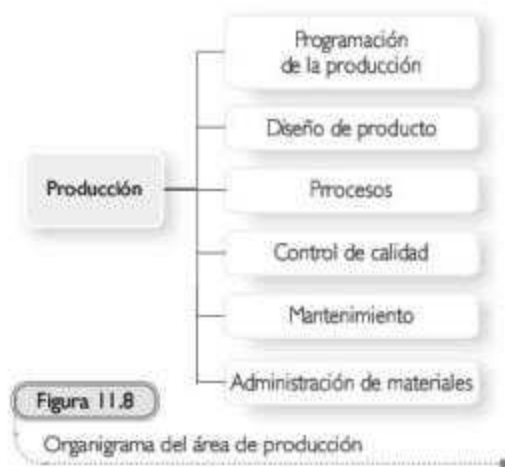 Programación
de la producción
Diseño de producto
Producción
Prrocesos
Control de calidad
Mantenimiento
Administración de materiales
Figura 11.8
Organigrama del área de producción